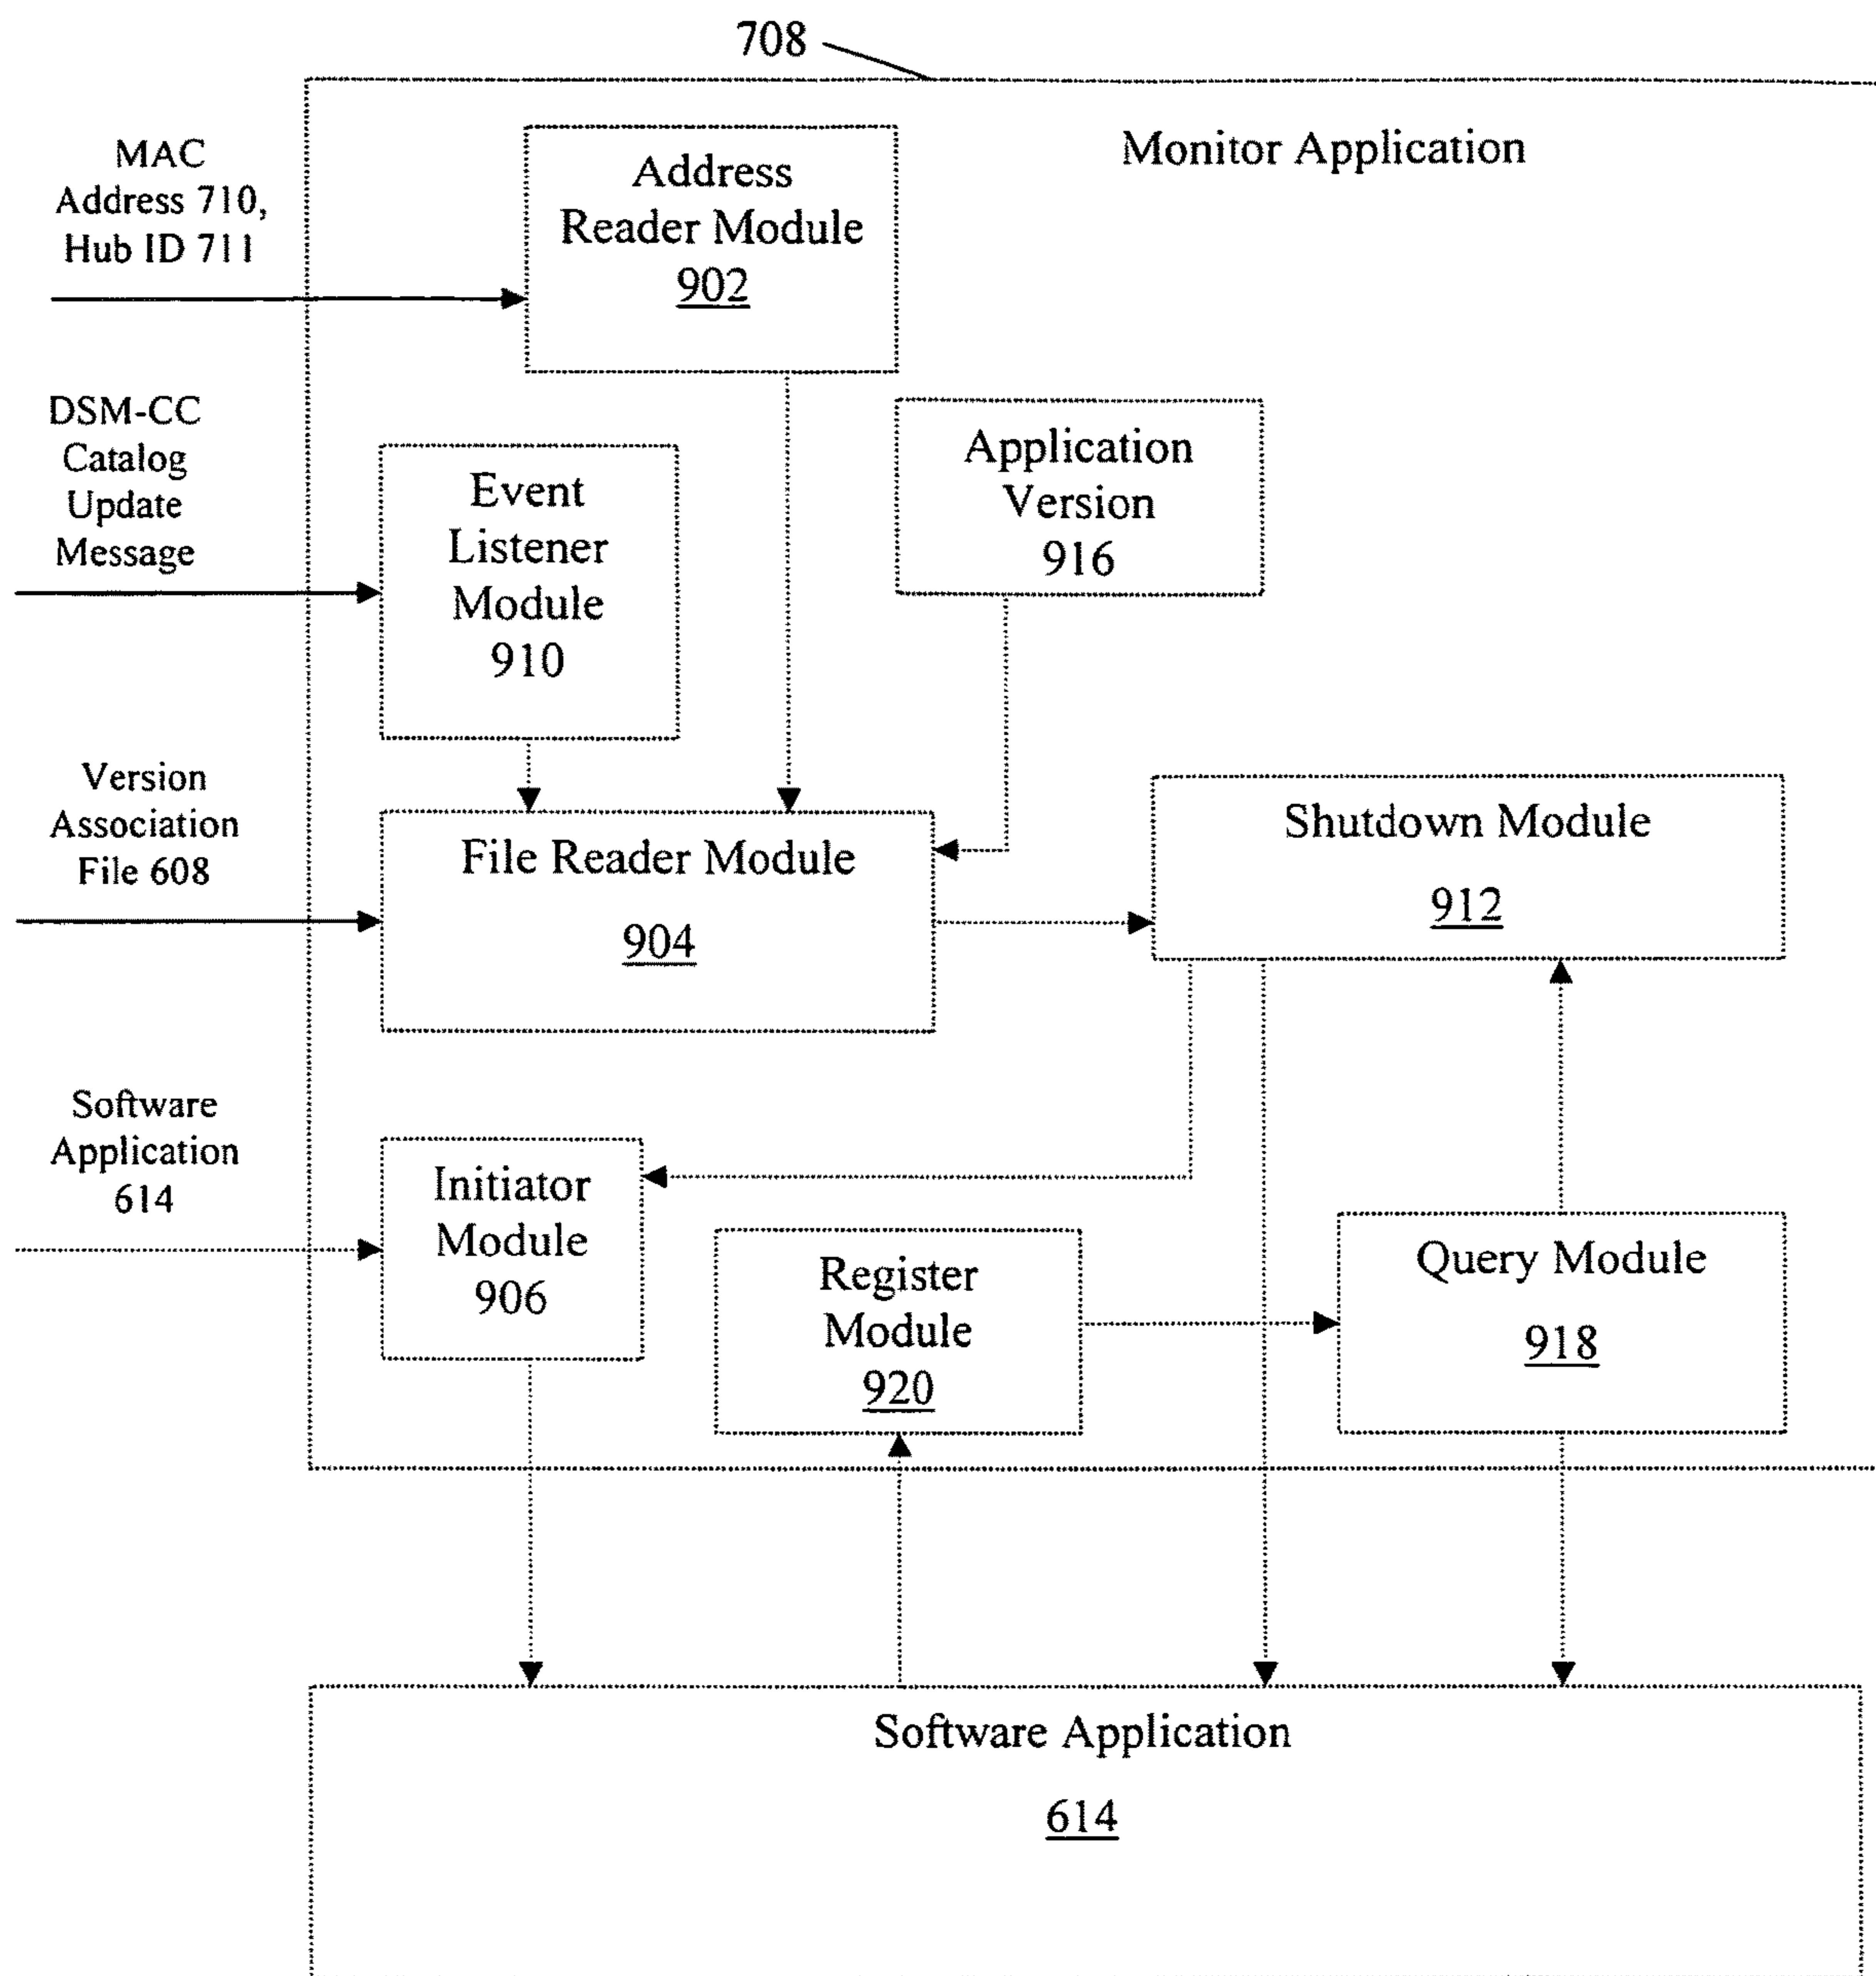 708
Monitor Application
MAC
Address 710,
Hub ID 711
Address
Reader Module
902
DSM-CC
Catalog
Update
Message
Event
Listener
Module
910
Application
Version
916
Version
Association
File 608
File Reader Module
904
Shutdown Module
912
Software
Application
614
Initiator
Module
906
Register
Module
920
Query Module
918
Software Application
614